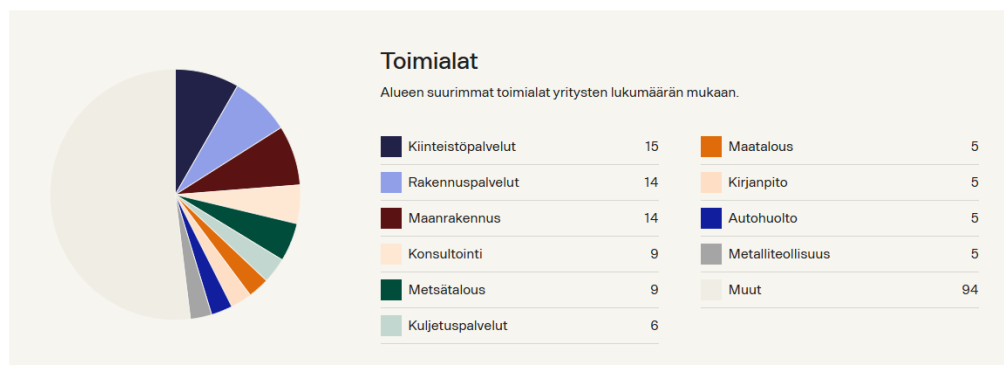 Toimialat
Alueen suurimmat toimialat yritysten lukumäärän mukaan.
Kiinteistöpalvelut 15
Rakennuspalvelut 14
Maanrakennus 14
Konsultointi 9
Metsätalous 9
Kuljetuspalvelut 6
Maatalous 5
Kirjanpito 5
Autohuolto 5
Metalliteollisuus 5
Muut 94